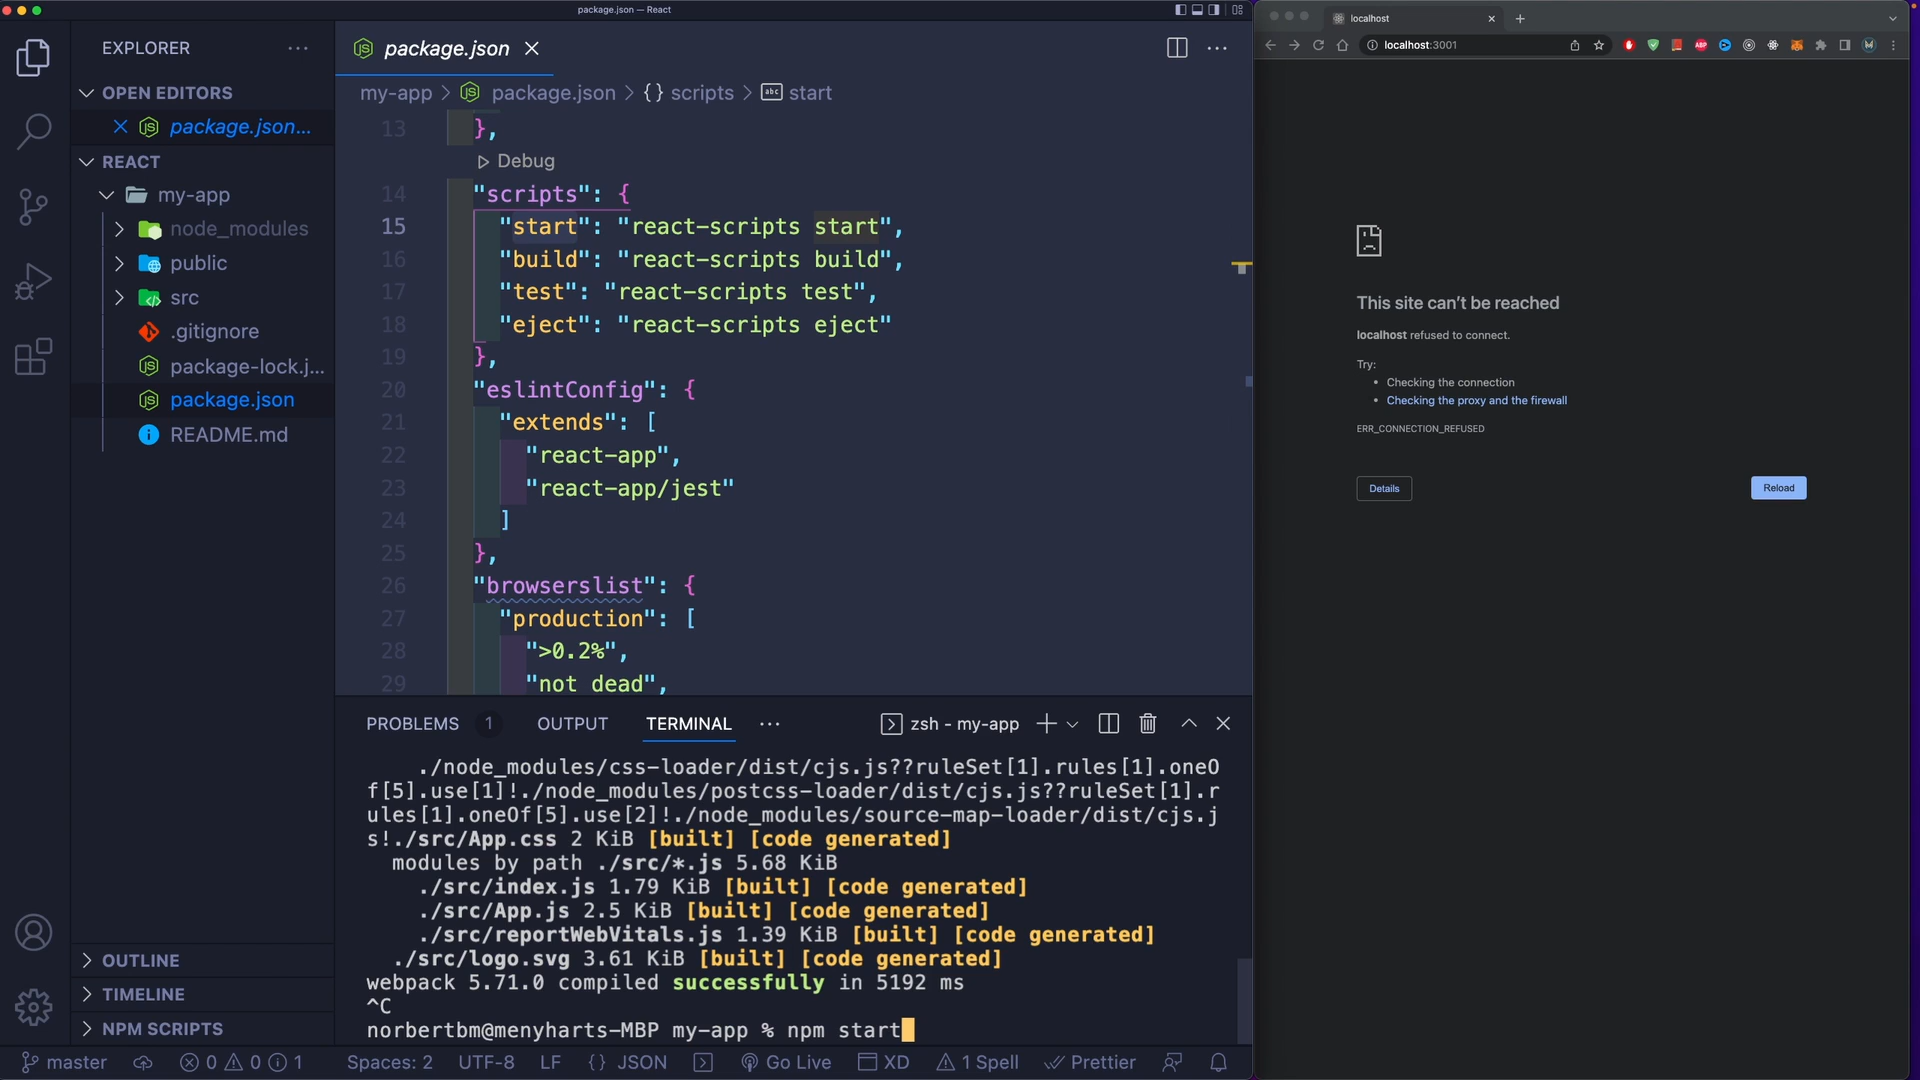 package.json — React
EXPLORER
OPEN EDITORS
package.json...
REACT
my-app
node_modules
public
src
.gitignore
package-lock.j...
package.json
README.md
OUTLINE
TIMELINE
NPM SCRIPTS
package.json
my-app > package.json > {} scripts > abc start
13 },
Debug
14 "scripts": {
15 "start": "react-scripts start",
16 "build": "react-scripts build",
17 "test": "react-scripts test",
18 "eject": "react-scripts eject"
19 },
20 "eslintConfig": {
21 "extends": [
22 "react-app",
23 "react-app/jest"
24 ]
25 },
26 "browserslist": {
27 "production": [
28 ">0.2%",
29 "not dead",
PROBLEMS 1 OUTPUT TERMINAL ··· zsh - my-app
./node_modules/css-loader/dist/cjs.js??ruleSet[1].rules[1].oneO
f[5].use[1]!./node_modules/postcss-loader/dist/cjs.js??ruleSet[1].r
ules[1].oneOf[5].use[2]!./node_modules/source-map-loader/dist/cjs.j
s!./src/App.css 2 KiB [built] [code generated]
modules by path ./src/*.js 5.68 KiB
./src/index.js 1.79 KiB [built] [code generated]
./src/App.js 2.5 KiB [built] [code generated]
./src/reportWebVitals.js 1.39 KiB [built] [code generated]
./src/logo.svg 3.61 KiB [built] [code generated]
webpack 5.71.0 compiled successfully in 5192 ms
^C
norbertbm@menyharts-MBP my-app % npm start
master 0 0 1 Spaces: 2 UTF-8 LF {} JSON Go Live XD 1 Spell Prettier
localhost
localhost:3001
ABP
This site can't be reached
localhost refused to connect.
Try:
• Checking the connection
• Checking the proxy and the firewall
ERR_CONNECTION_REFUSED
Details
Reload